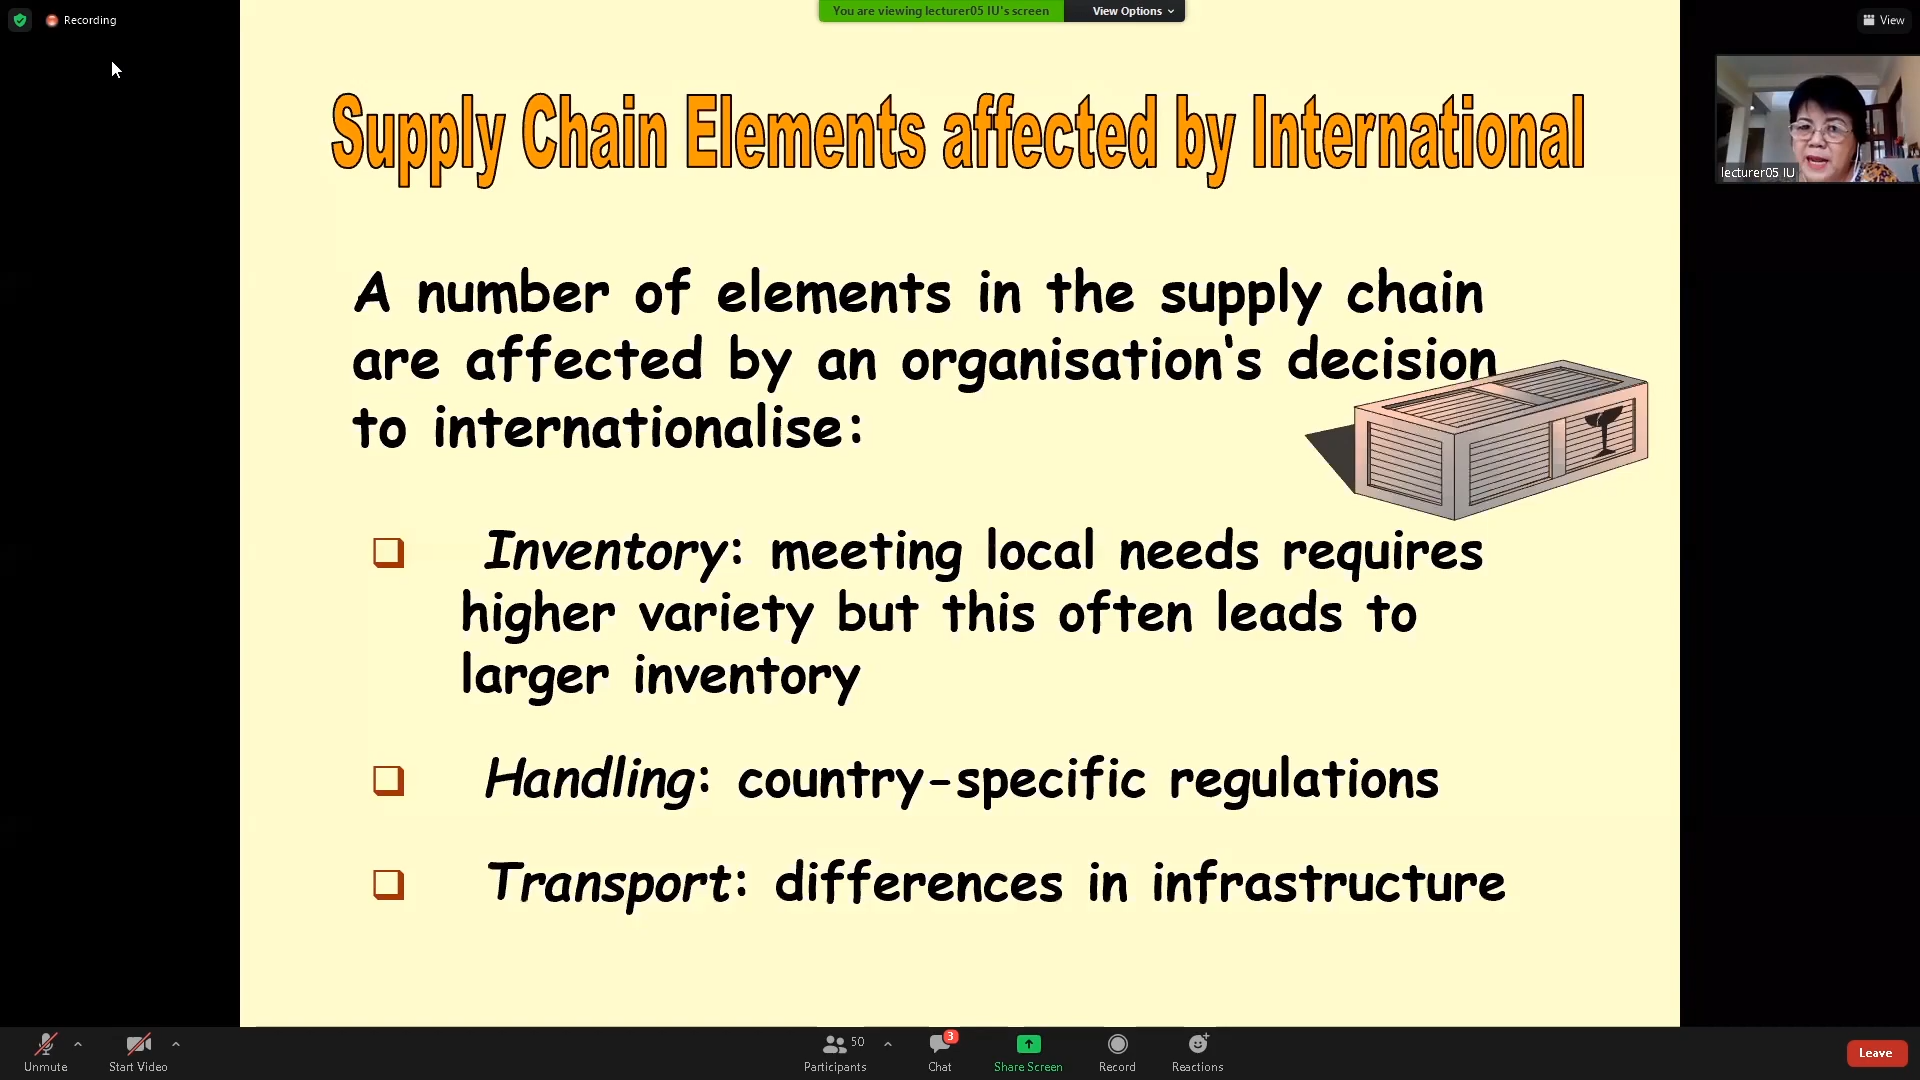 Recording
You are viewing lecturer05 IU's screen
View Options
View
Supply Chain Elements affected by International
lecturer05 IU
A number of elements in the supply chain
are affected by an organisation‘s decision
to internationalise:
Inventory: meeting local needs requires
higher variety but this often leads to
larger inventory
Handling: country-specific regulations
Transport: differences in infrastructure
Unmute
Start Video
50
Participants
3
Chat
Share Screen
Record
Reactions
Leave